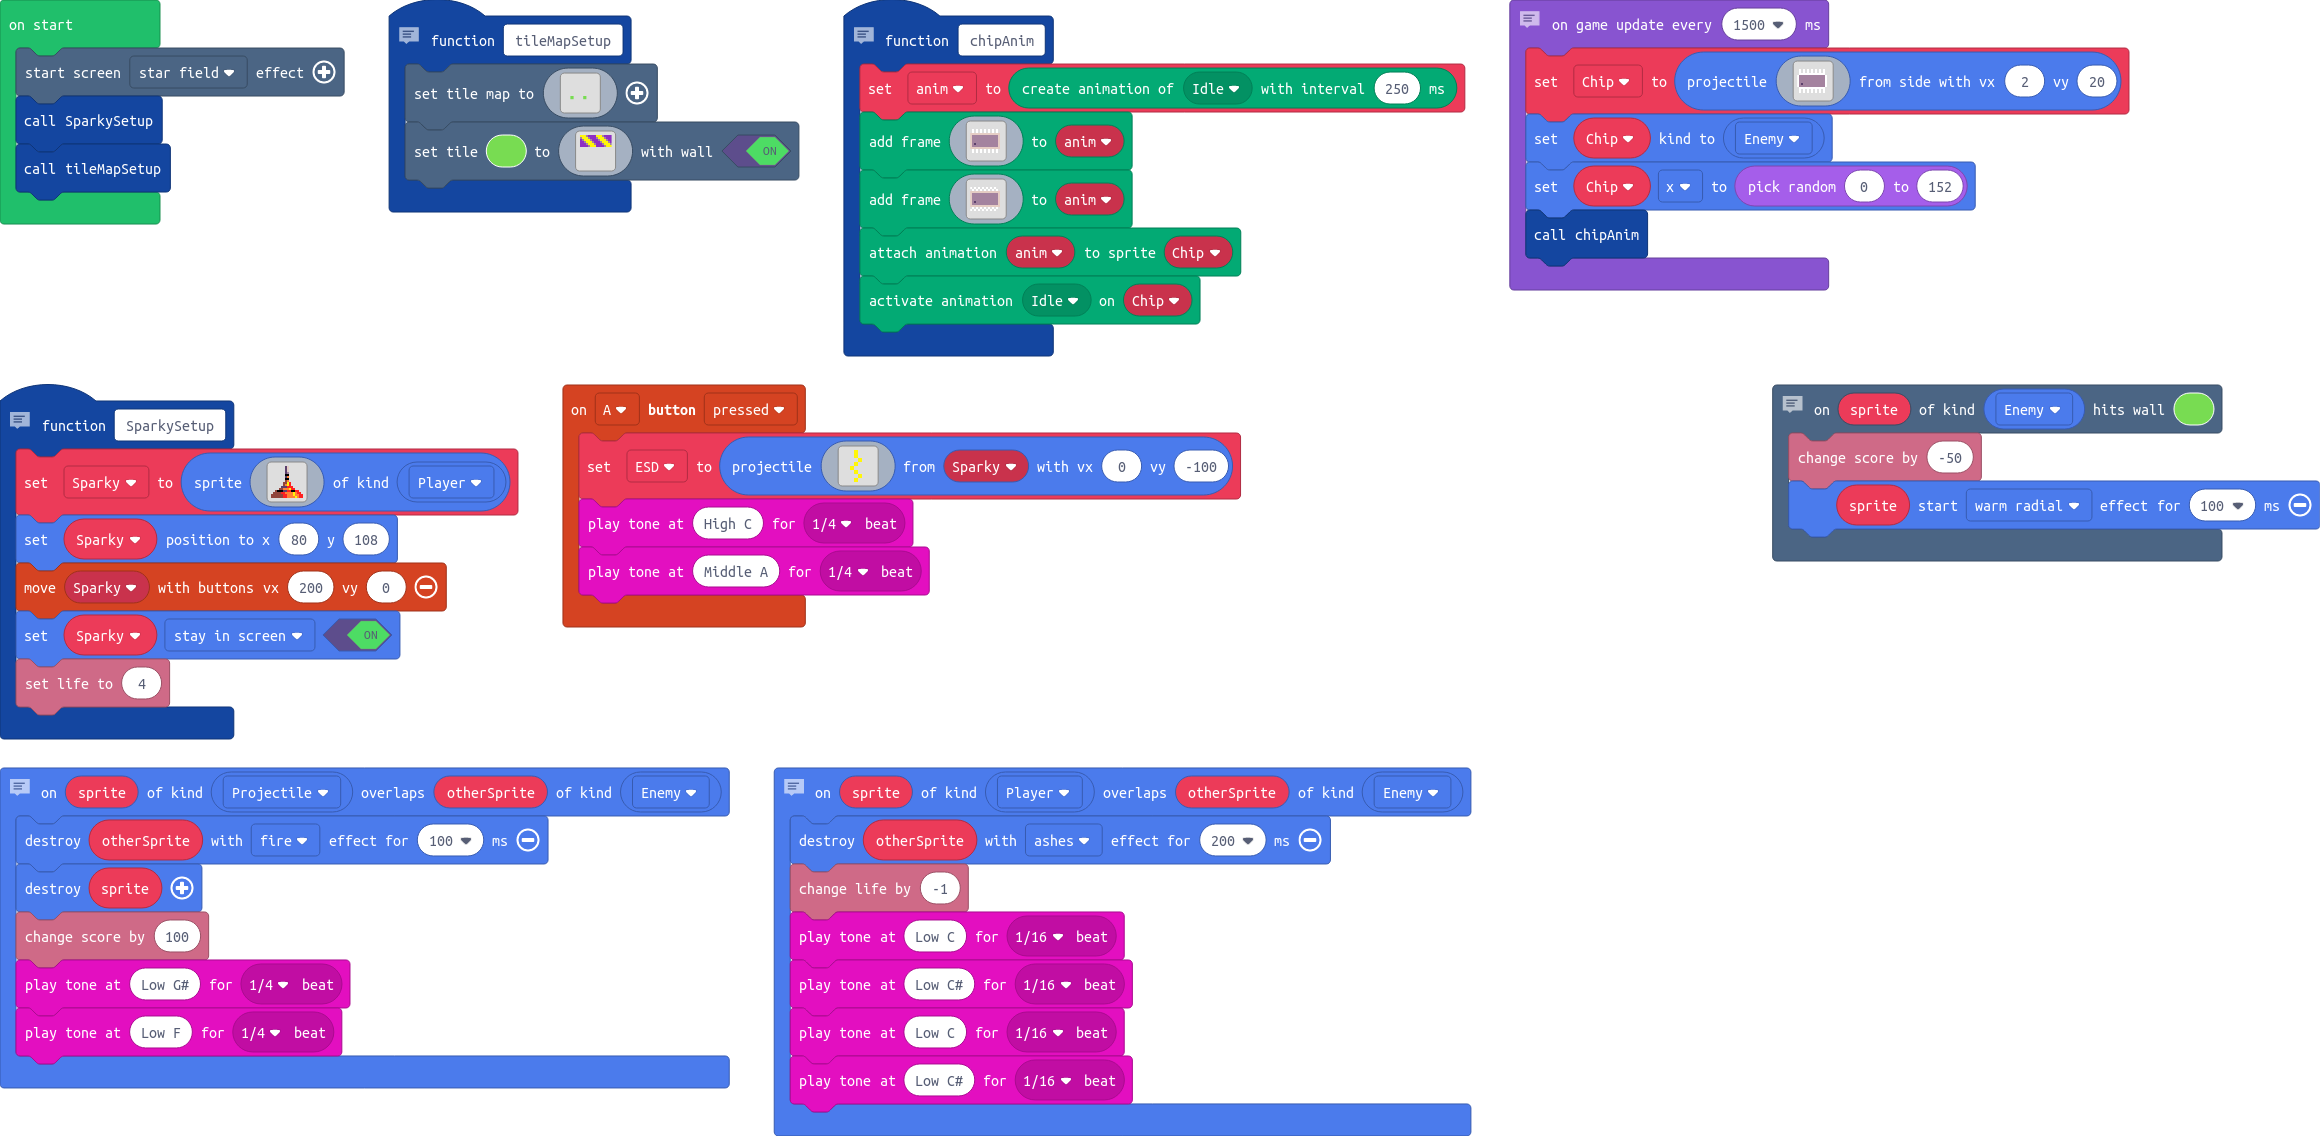 on start
start screen star field effect
call SparkySetup
call tileMapSetup
function tileMapSetup
set tile map to
set tile to with wall ON
function chipAnim
set anim to create animation of Idle with interval 250 ms
add frame to anim
add frame to anim
attach animation anim to sprite Chip
activate animation Idle on Chip
on game update every 1500 ms
set Chip to projectile from side with vx 2 vy 20
set Chip kind to Enemy
set Chip x to pick random 0 to 152
call chipAnim
function SparkySetup
set Sparky to sprite of kind Player
set Sparky position to x 80 y 108
move Sparky with buttons vx 200 vy 0
set Sparky stay in screen ON
set life to 4
on A button pressed
set ESD to projectile from Sparky with vx 0 vy -100
play tone at High C for 1/4 beat
play tone at Middle A for 1/4 beat
on sprite of kind Enemy hits wall
change score by -50
sprite start warm radial effect for 100 ms
on sprite of kind Projectile overlaps otherSprite of kind Enemy
destroy otherSprite with fire effect for 100 ms
destroy sprite
change score by 100
play tone at Low G# for 1/4 beat
play tone at Low F for 1/4 beat
on sprite of kind Player overlaps otherSprite of kind Enemy
destroy otherSprite with ashes effect for 200 ms
change life by -1
play tone at Low C for 1/16 beat
play tone at Low C# for 1/16 beat
play tone at Low C for 1/16 beat
play tone at Low C# for 1/16 beat